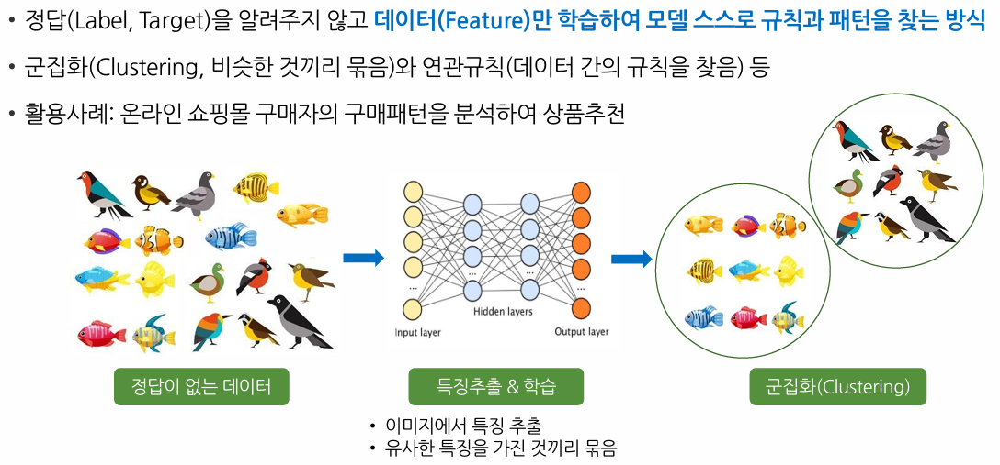 • 정답(Label, Target)을 알려주지 않고 데이터(Feature)만 학습하여 모델 스스로 규칙과 패턴을 찾는 방식
• 군집화(Clustering, 비슷한 것끼리 묶음)와 연관규칙(데이터 간의 규칙을 찾음) 등
• 활용사례: 온라인 쇼핑몰 구매자의 구매패턴을 분석하여 상품추천
...
...
...
...
Input layer
Hidden layers
Output layer
정답이 없는 데이터
특징추출 & 학습
군집화(Clustering)
• 이미지에서 특징 추출
• 유사한 특징을 가진 것끼리 묶음